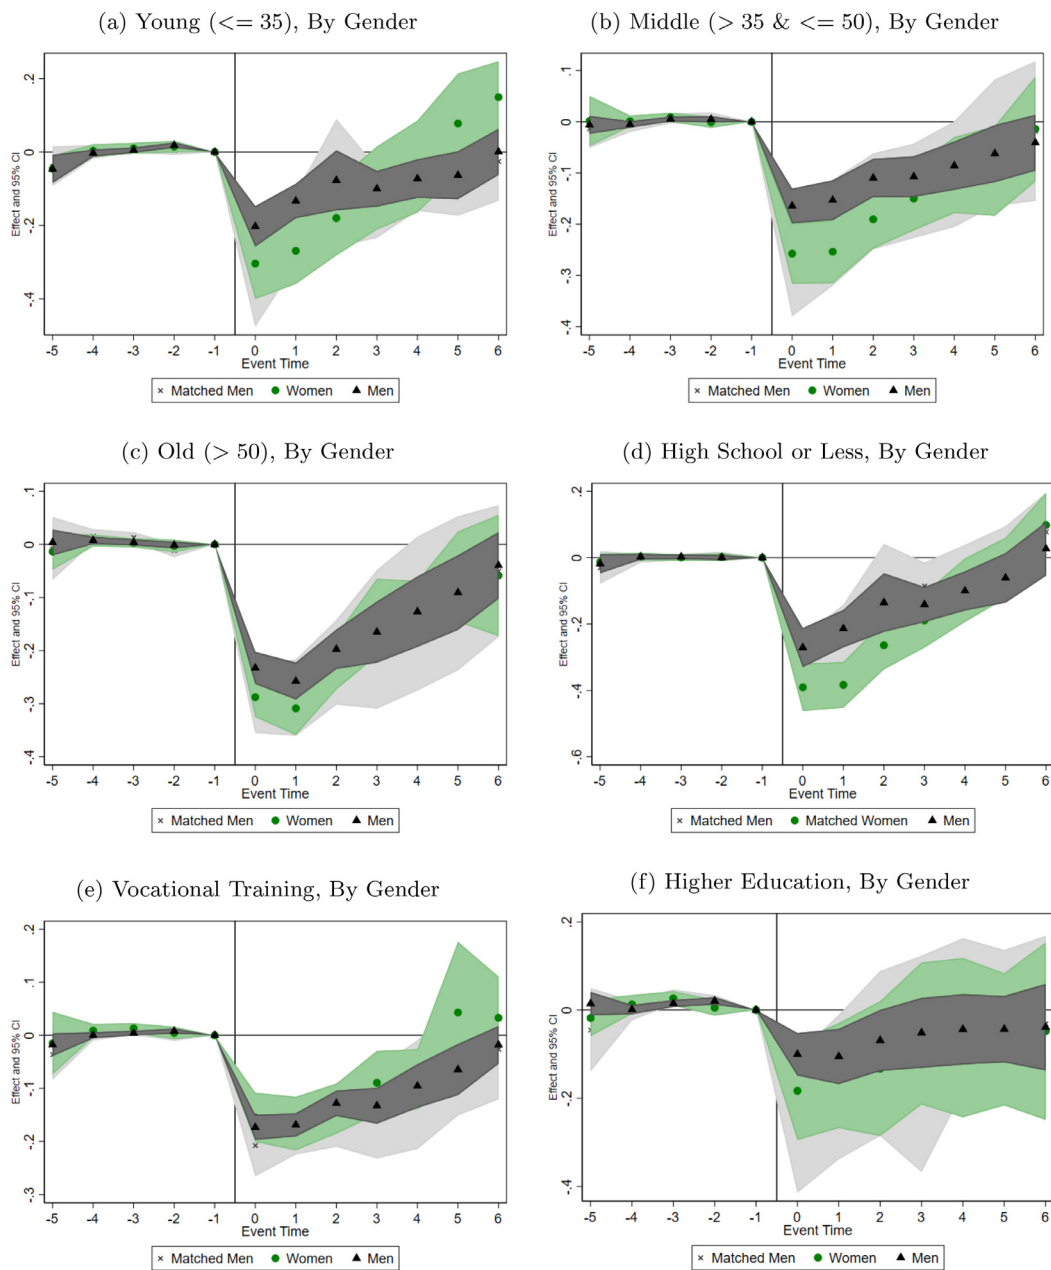 (a) Young (<= 35), By Gender
Effect and 95% CI
.2
0
-.2
-.4
-5 -4 -3 -2 -1 0 1 2 3 4 5 6
Event Time
× Matched Men ● Women ▲ Men
(b) Middle (> 35 & <= 50), By Gender
Effect and 95% CI
.1
0
-.1
-.2
-.3
-.4
-5 -4 -3 -2 -1 0 1 2 3 4 5 6
Event Time
× Matched Men ● Women ▲ Men
(c) Old (> 50), By Gender
Effect and 95% CI
.1
0
-.1
-.2
-.3
-.4
-5 -4 -3 -2 -1 0 1 2 3 4 5 6
Event Time
× Matched Men ● Women ▲ Men
(d) High School or Less, By Gender
Effect and 95% CI
.2
0
-.2
-.4
-.6
-5 -4 -3 -2 -1 0 1 2 3 4 5 6
Event Time
× Matched Men ● Matched Women ▲ Men
(e) Vocational Training, By Gender
Effect and 95% CI
.2
.1
0
-.1
-.2
-.3
-5 -4 -3 -2 -1 0 1 2 3 4 5 6
Event Time
× Matched Men ● Women ▲ Men
(f) Higher Education, By Gender
Effect and 95% CI
.2
0
-.2
-.4
-5 -4 -3 -2 -1 0 1 2 3 4 5 6
Event Time
× Matched Men ● Women ▲ Men